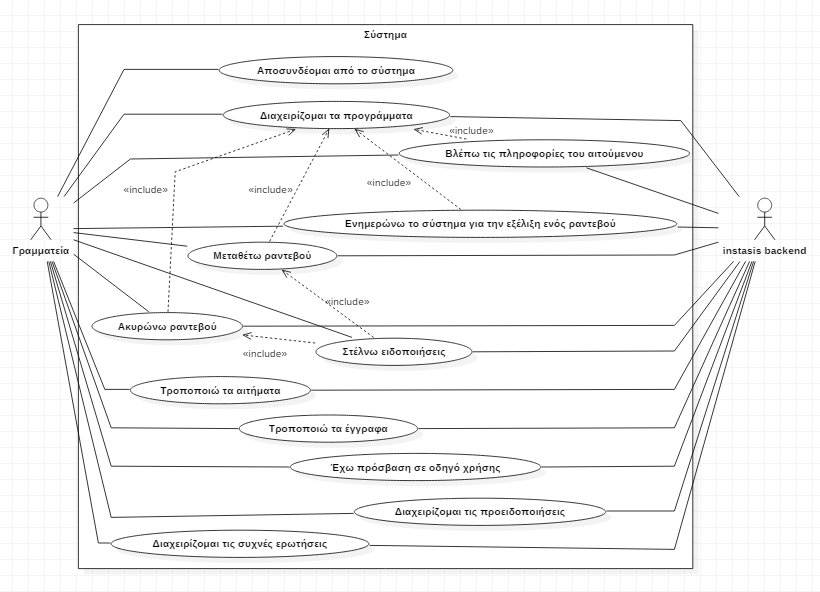 Σύστημα
Αποσυνδέομαι από το σύστημα
Διαχειρίζομαι τα προγράμματα
«include»
Βλέπω τις πληροφορίες του αιτούμενου
«include»
«include»
«include»
Ενημερώνω το σύστημα για την εξέλιξη ενός ραντεβού
Γραμματεία
Μεταθέτω ραντεβού
instasis backend
«include»
Ακυρώνω ραντεβού
«include»
Στέλνω ειδοποιήσεις
Τροποποιώ τα αιτήματα
Τροποποιώ τα έγγραφα
Έχω πρόσβαση σε οδηγό χρήσης
Διαχειρίζομαι τις προειδοποιήσεις
Διαχειρίζομαι τις συχνές ερωτήσεις